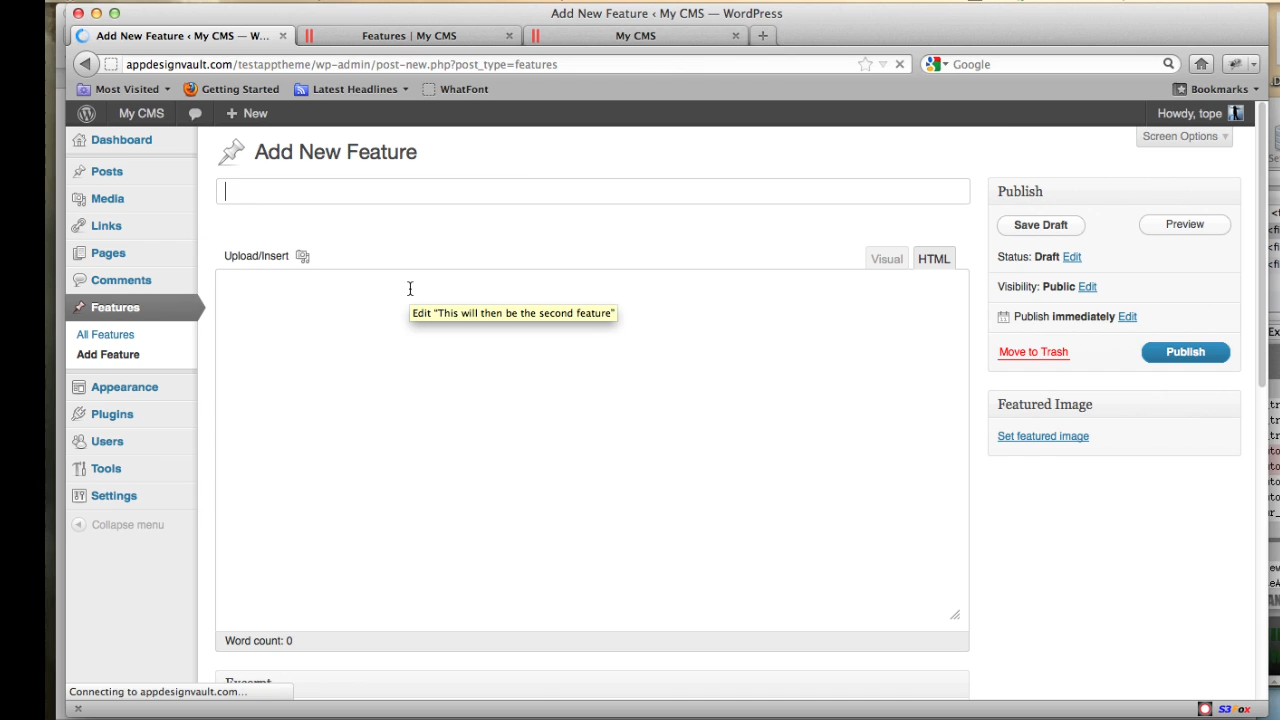 Add New Feature ‹ My CMS — WordPress
Add New Feature ‹ My CMS — W...
Features | My CMS
My CMS
appdesignvault.com/testapptheme/wp-admin/post-new.php?post_type=features
Google
Most Visited
Getting Started
Latest Headlines
WhatFont
Bookmarks
My CMS
New
Howdy, tope
Dashboard
Posts
Media
Links
Pages
Comments
Features
All Features
Add Feature
Appearance
Plugins
Users
Tools
Settings
Collapse menu
Screen Options
Add New Feature
Upload/Insert
Visual
HTML
Edit "This will then be the second feature"
Word count: 0
Excerpt
Publish
Save Draft
Preview
Status: Draft Edit
Visibility: Public Edit
Publish immediately Edit
Move to Trash
Publish
Featured Image
Set featured image
Connecting to appdesignvault.com...
S3Fox